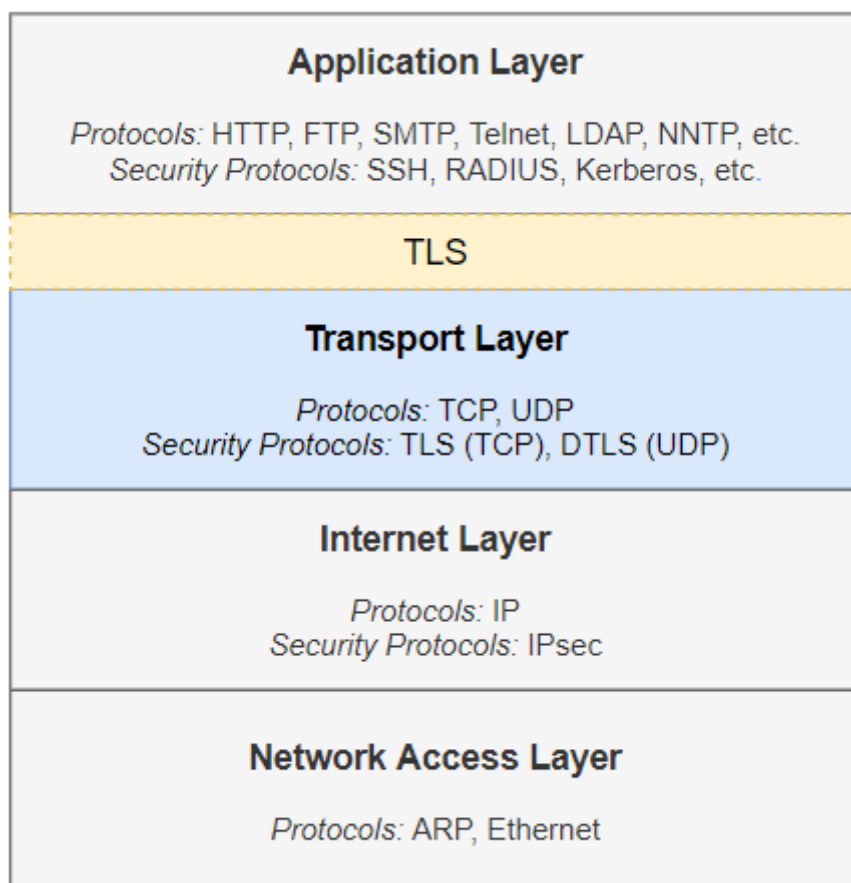 Application Layer
Protocols: HTTP, FTP, SMTP, Telnet, LDAP, NNTP, etc.
Security Protocols: SSH, RADIUS, Kerberos, etc.
TLS
Transport Layer
Protocols: TCP, UDP
Security Protocols: TLS (TCP), DTLS (UDP)
Internet Layer
Protocols: IP
Security Protocols: IPsec
Network Access Layer
Protocols: ARP, Ethernet